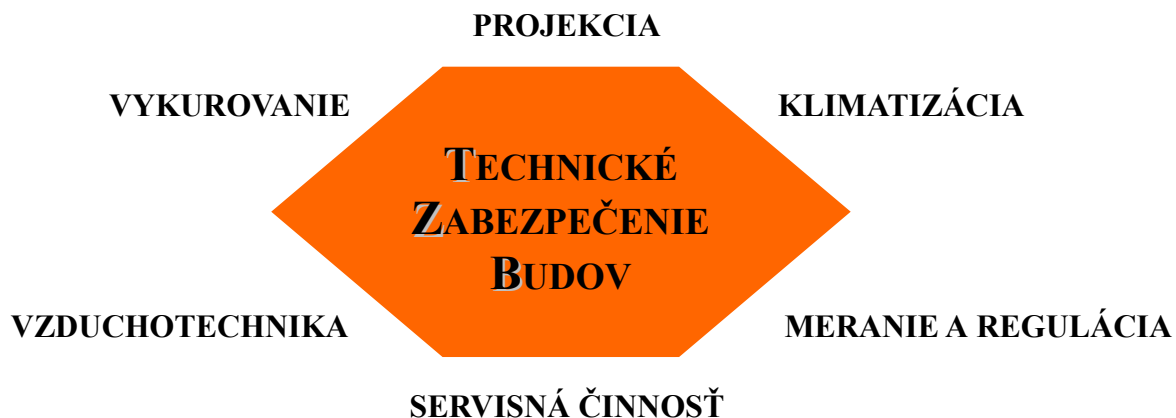 PROJEKCIA
VYKUROVANIE
KLIMATIZÁCIA
TECHNICKÉ
ZABEZPEČENIE
BUDOV
VZDUCHOTECHNIKA
MERANIE A REGULÁCIA
SERVISNÁ ČINNOSŤ